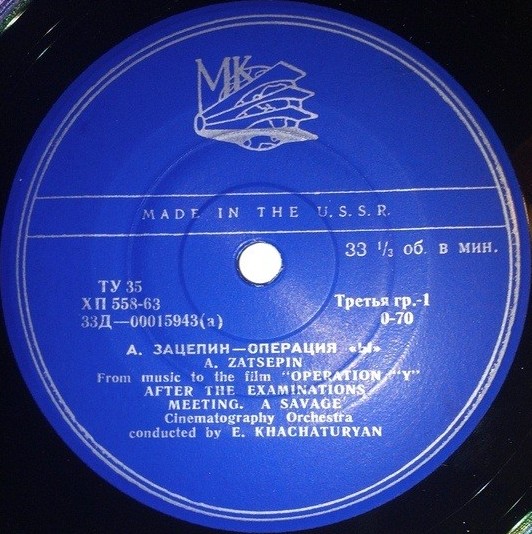 МК
MADE IN THE U.S.S.R.
33 1/3 об. в мин.
ТУ 35
ХП 558-63
33Д—00015943(а)
Третья гр.-1
0-70
А. ЗАЦЕПИН—ОПЕРАЦИЯ «Ы»
A. ZATSEPIN
From music to the film "OPERATION "Y"
AFTER THE EXAMINATIONS
MEETING. A SAVAGE
Cinematography Orchestra
conducted by E. KHACHATURYAN